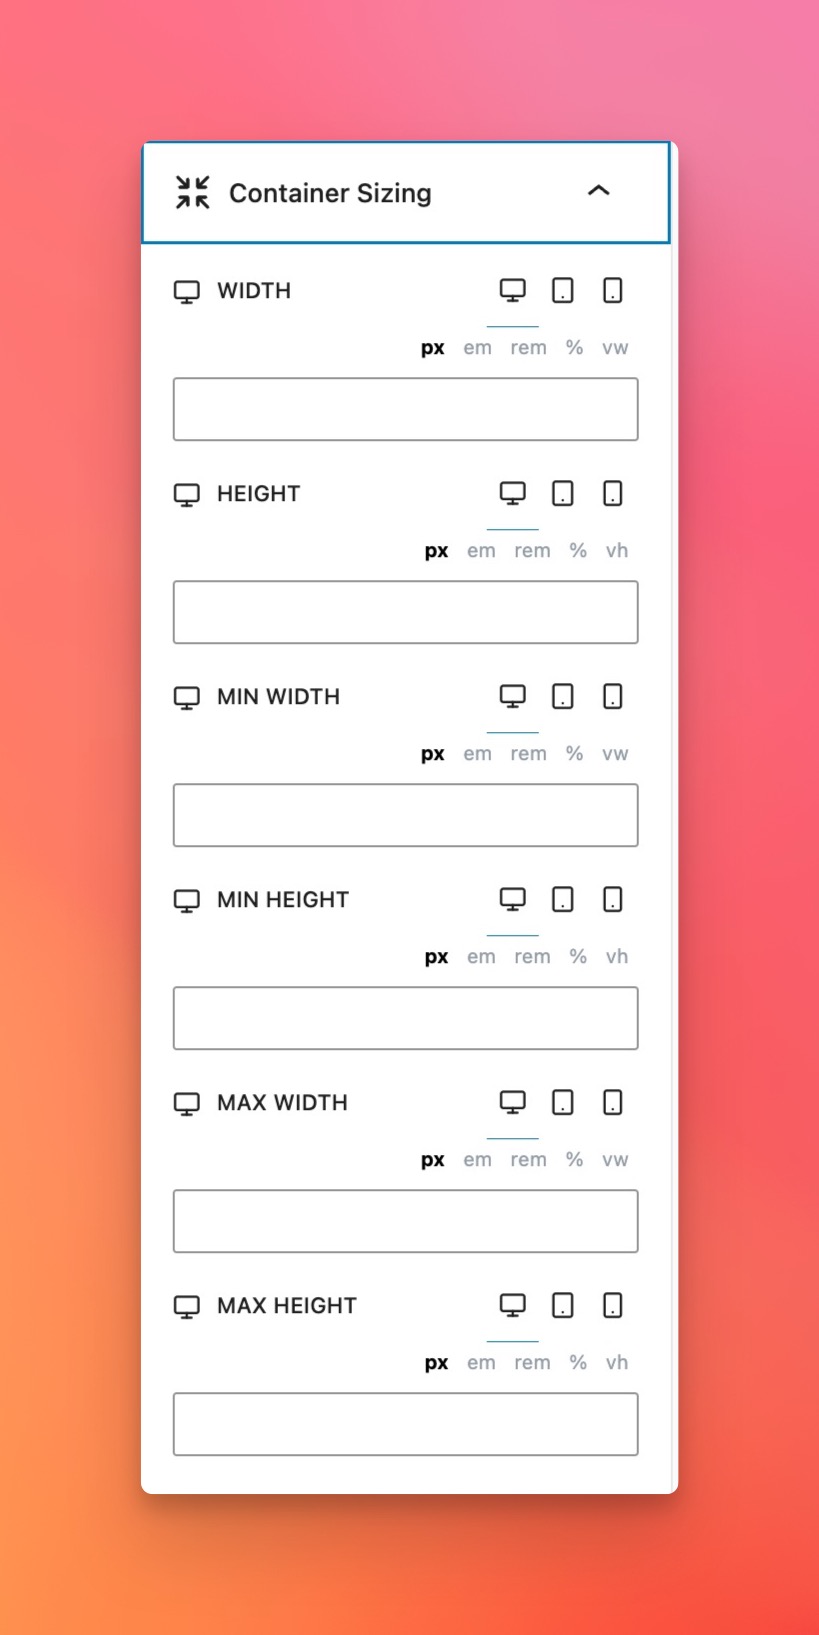 Container Sizing
WIDTH
px em rem % vw
HEIGHT
px em rem % vh
MIN WIDTH
px em rem % vw
MIN HEIGHT
px em rem % vh
MAX WIDTH
px em rem % vw
MAX HEIGHT
px em rem % vh